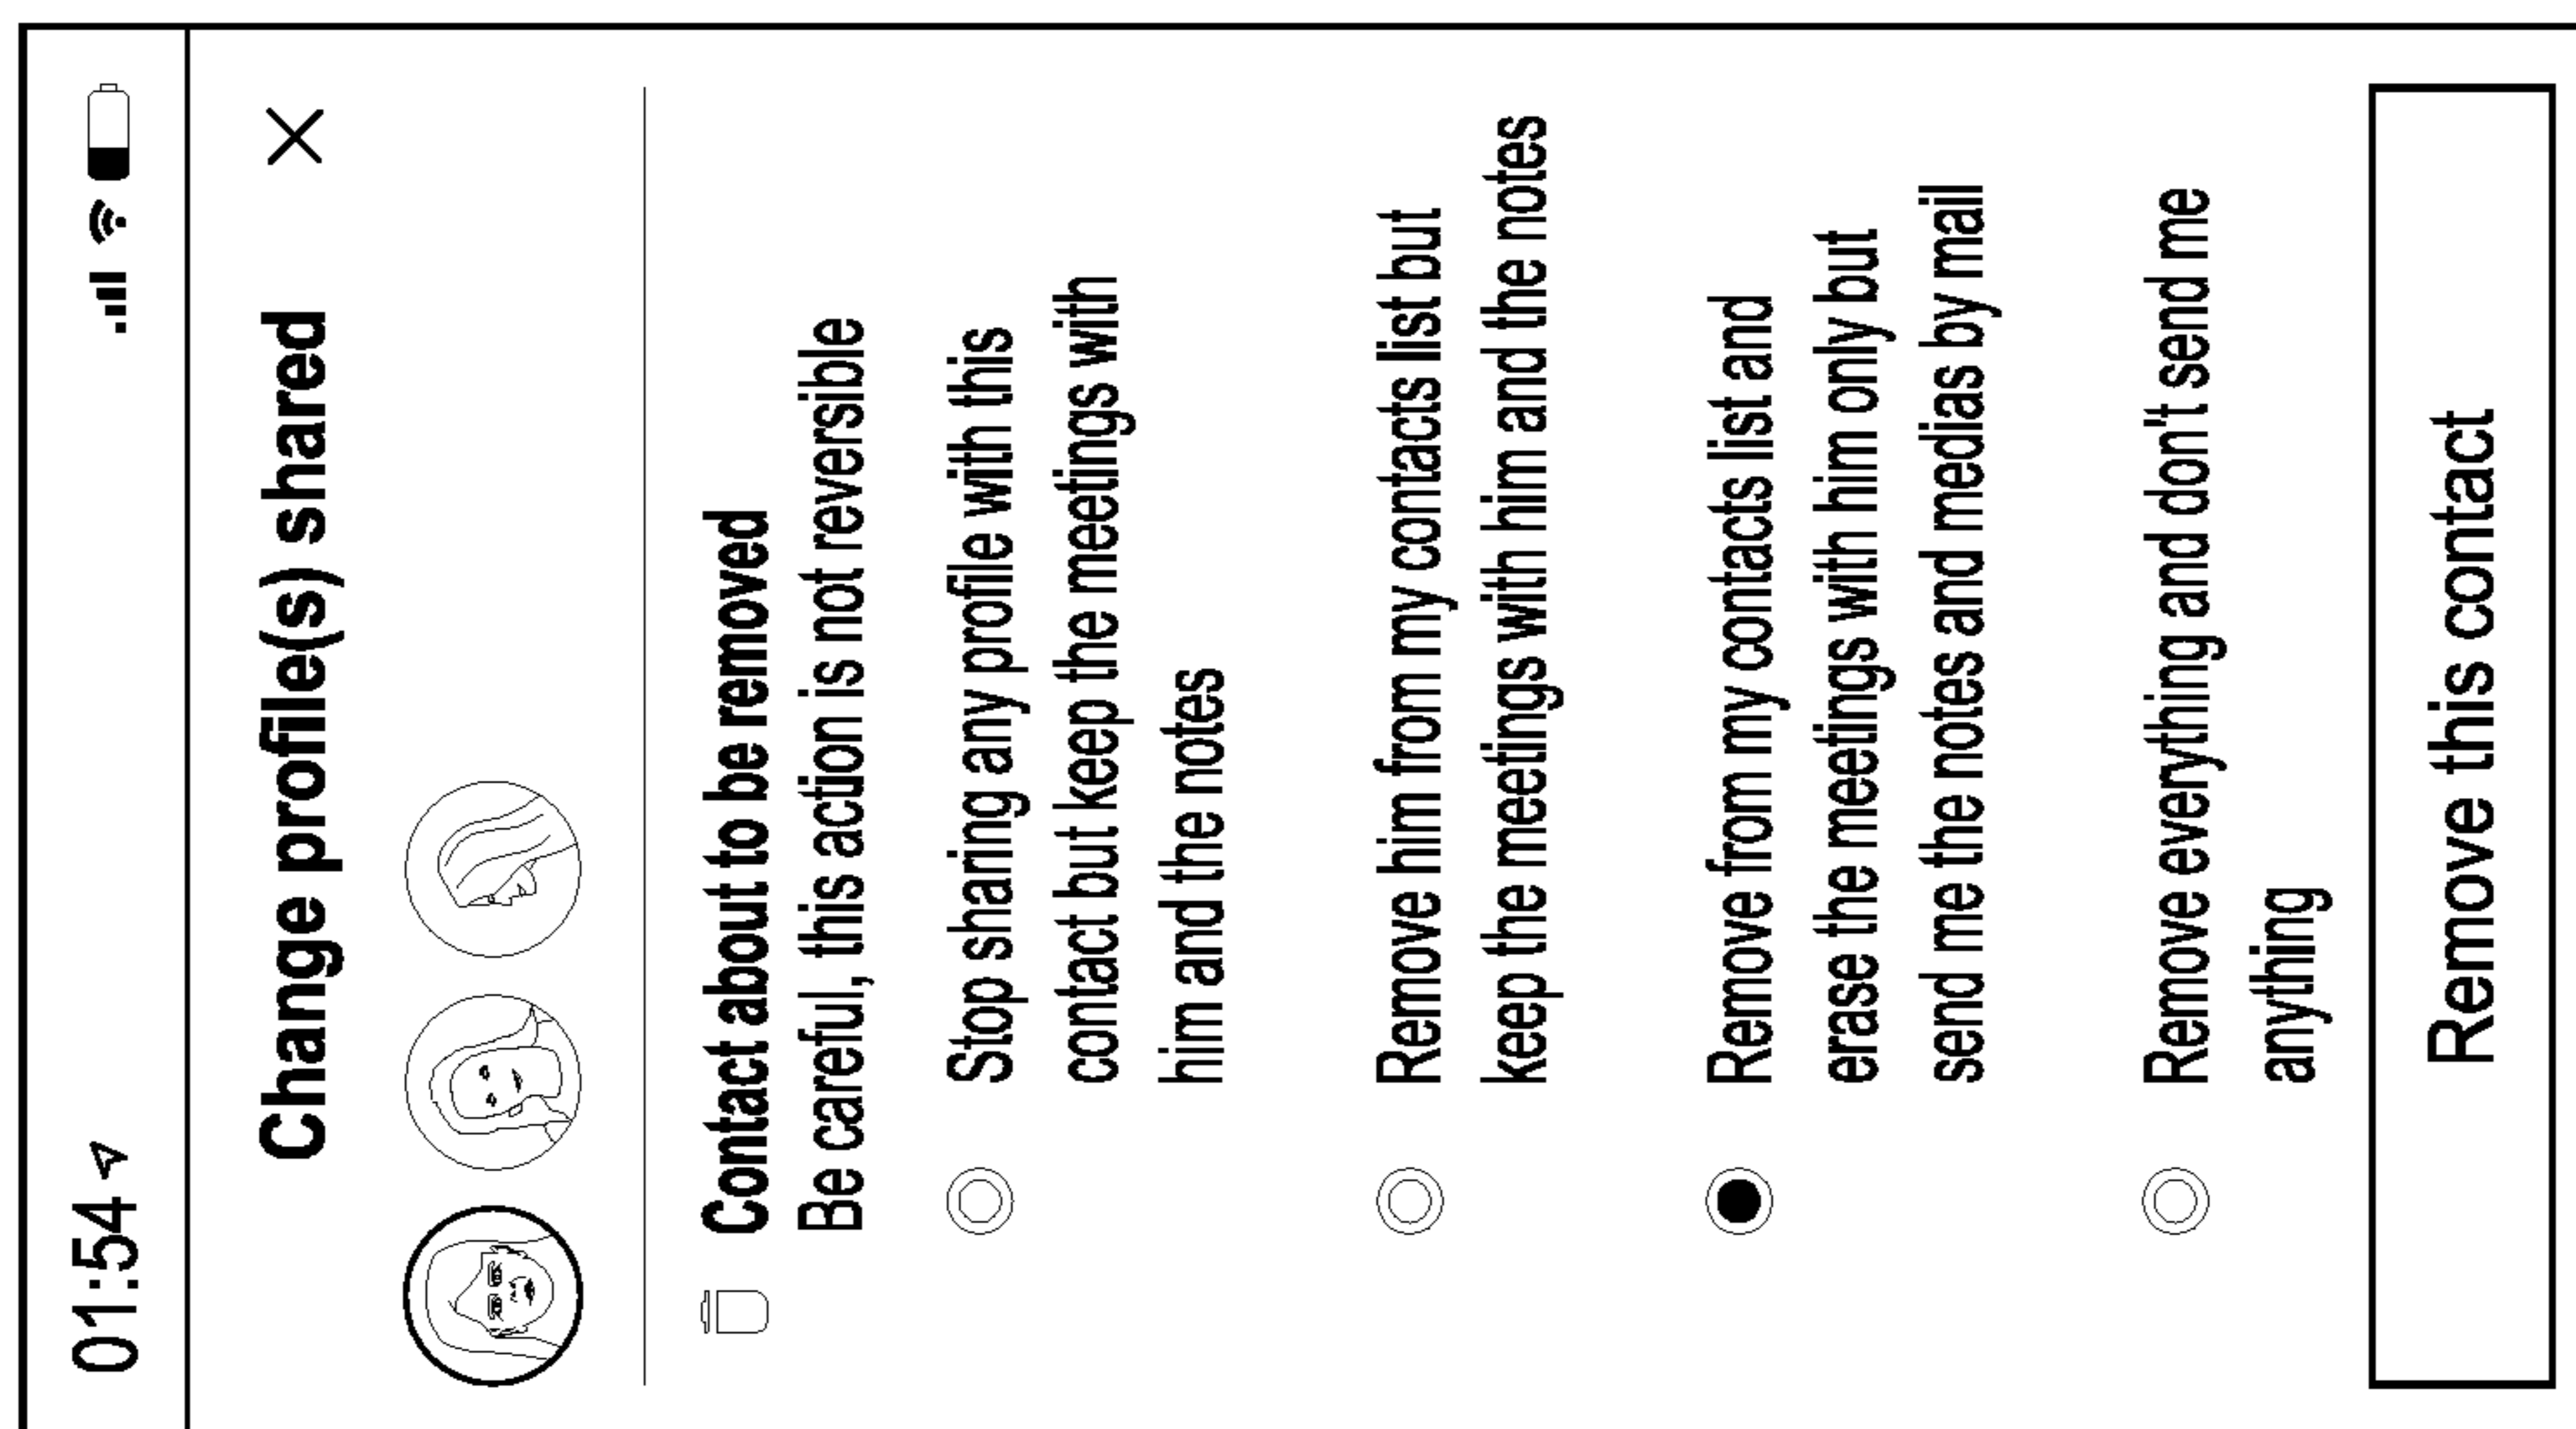 01:54
Change profile(s) shared
Contact about to be removed
Be careful, this action is not reversible
Stop sharing any profile with this
contact but keep the meetings with
him and the notes
Remove him from my contacts list but
keep the meetings with him and the notes
Remove from my contacts list and
erase the meetings with him only but
send me the notes and medias by mail
Remove everything and don't send me
anything
Remove this contact